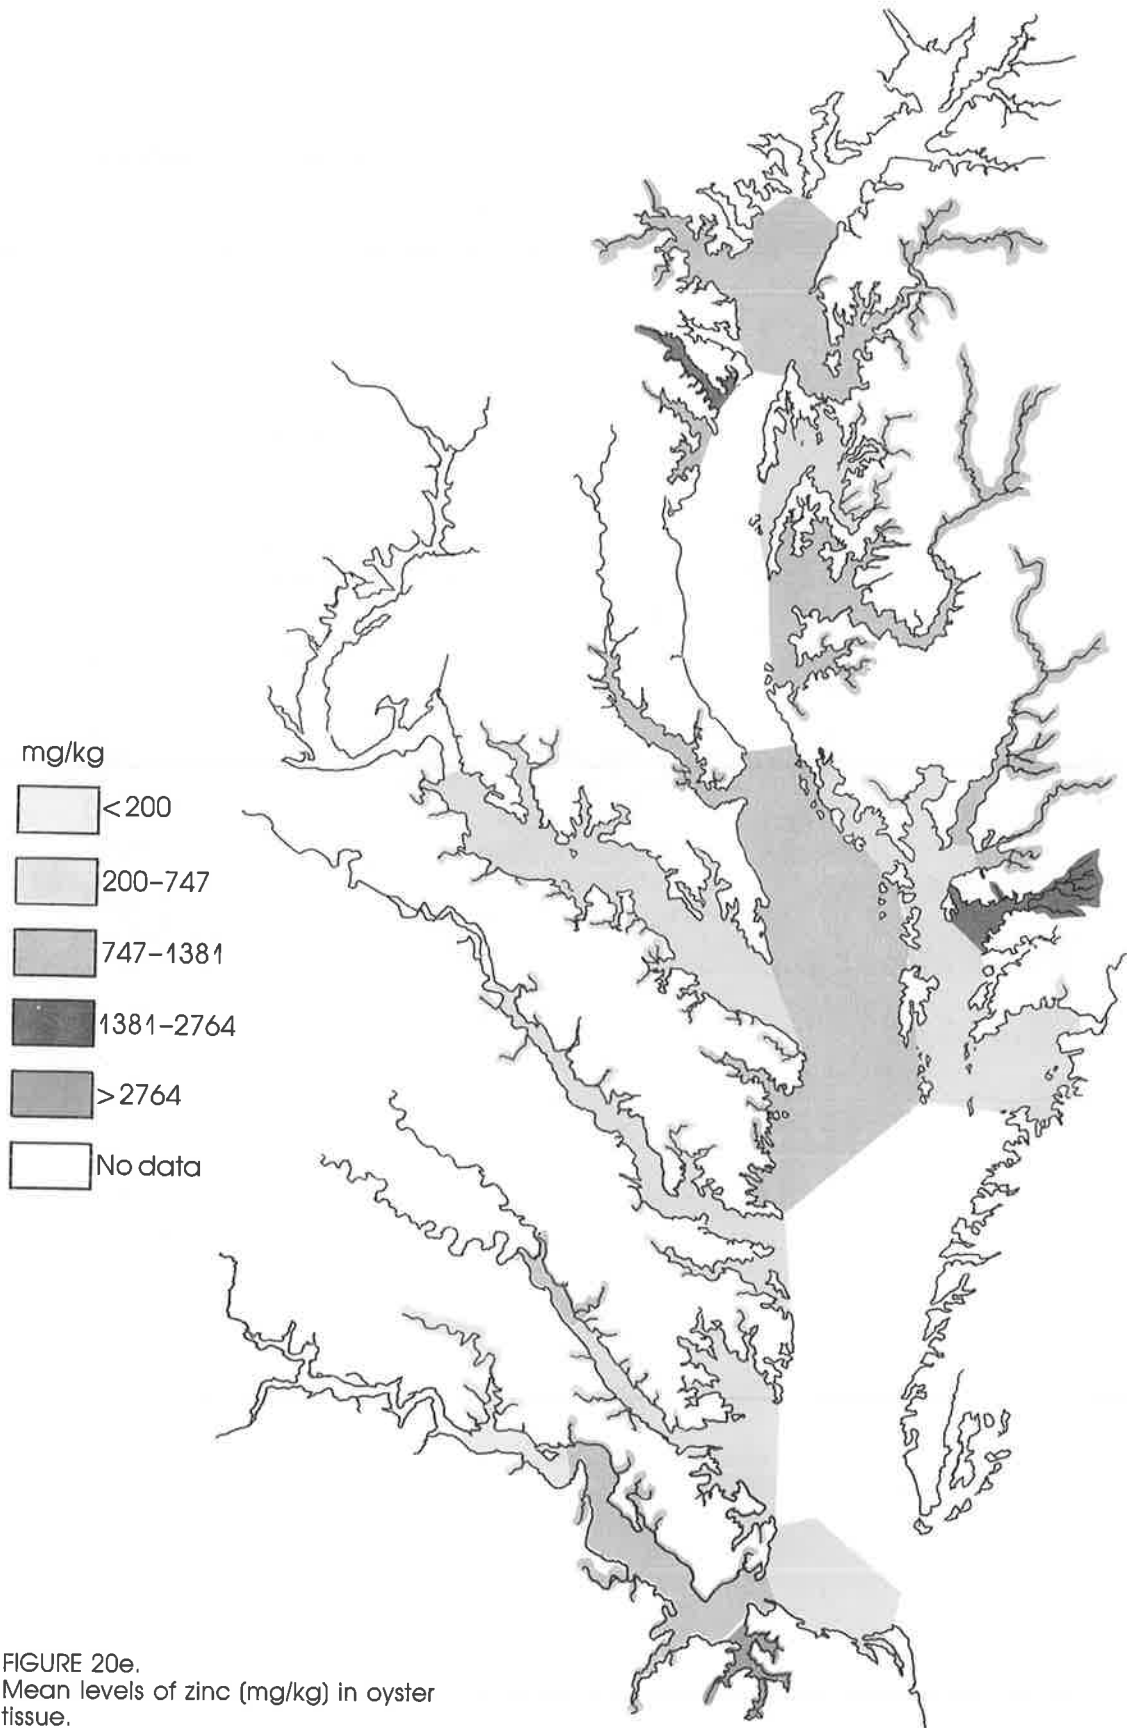 mg/kg
<200
200-747
747-1381
1381-2764
>2764
No data
FIGURE 20e.
Mean levels of zinc (mg/kg) in oyster
tissue.